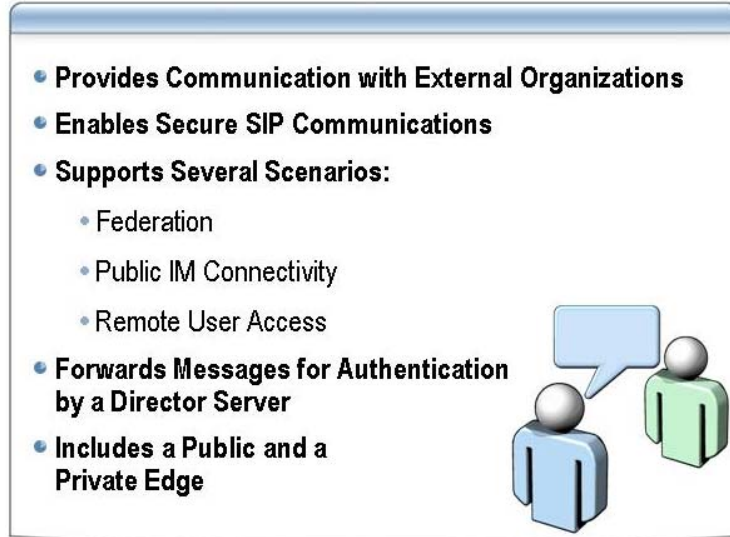 Provides Communication with External Organizations
Enables Secure SIP Communications
Supports Several Scenarios:
Federation
Public IM Connectivity
Remote User Access
Forwards Messages for Authentication
by a Director Server
Includes a Public and a
Private Edge